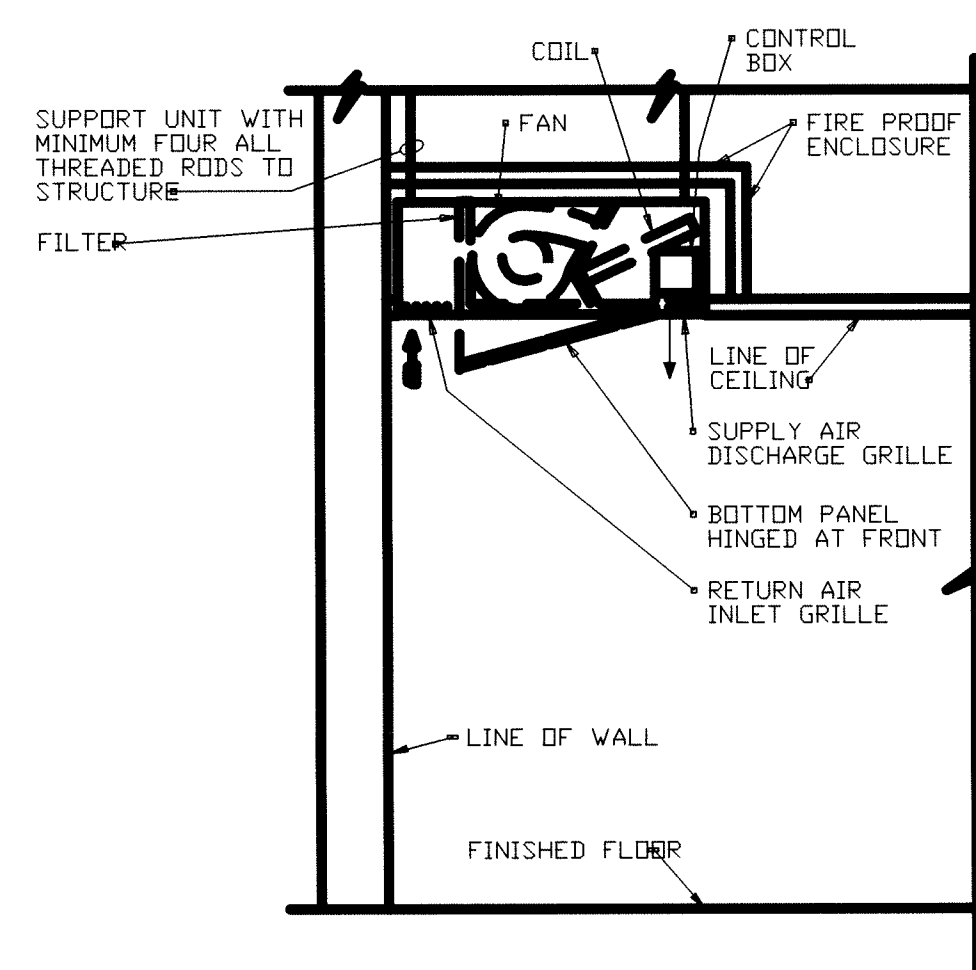 COIL
CONTROL
BOX
SUPPORT UNIT WITH
MINIMUM FOUR ALL
THREADED RODS TO
STRUCTURE
FAN
FIRE PROOF
ENCLOSURE
FILTER
LINE OF
CEILING
SUPPLY AIR
DISCHARGE GRILLE
BOTTOM PANEL
HINGED AT FRONT
RETURN AIR
INLET GRILLE
LINE OF WALL
FINISHED FLOOR